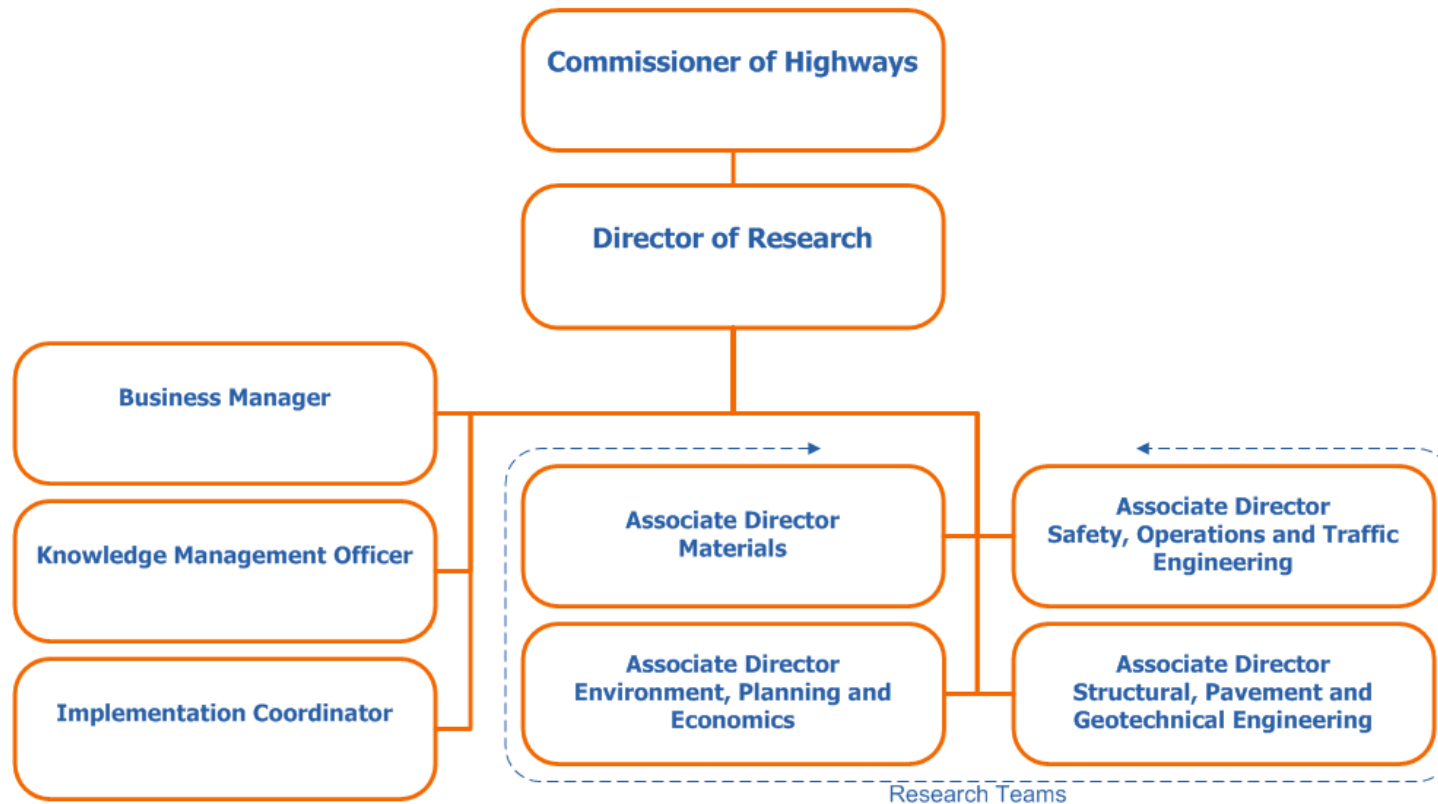 Commissioner of Highways
Director of Research
Business Manager
Knowledge Management Officer
Implementation Coordinator
Associate Director
Materials
Associate Director
Safety, Operations and Traffic
Engineering
Associate Director
Environment, Planning and
Economics
Associate Director
Structural, Pavement and
Geotechnical Engineering
Research Teams